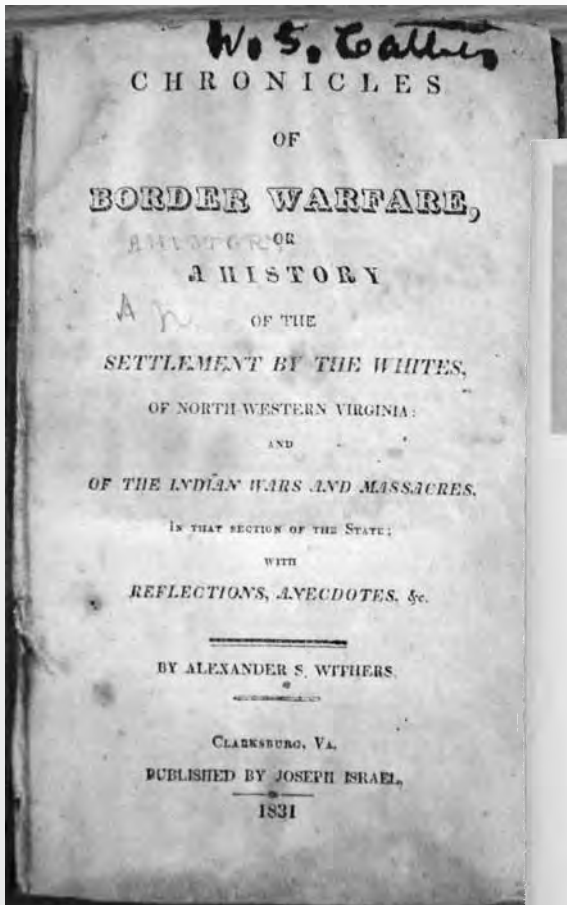 W. S.
CHRONICLES
OF
BORDER WARFARE,
OR
AHISTORY
A HISTORY
A h.
OF THE
SETTLEMENT BY THE WHITES,
OF NORTH-WESTERN VIRGINIA:
AND
OF THE INDIAN WARS AND MASSACRES,
IN THAT SECTION OF THE STATE;
WITH
REFLECTIONS, ANECDOTES, &c.
BY ALEXANDER S. WITHERS.
CLARKSBURG, VA.
PUBLISHED BY JOSEPH ISRAEL,
1831